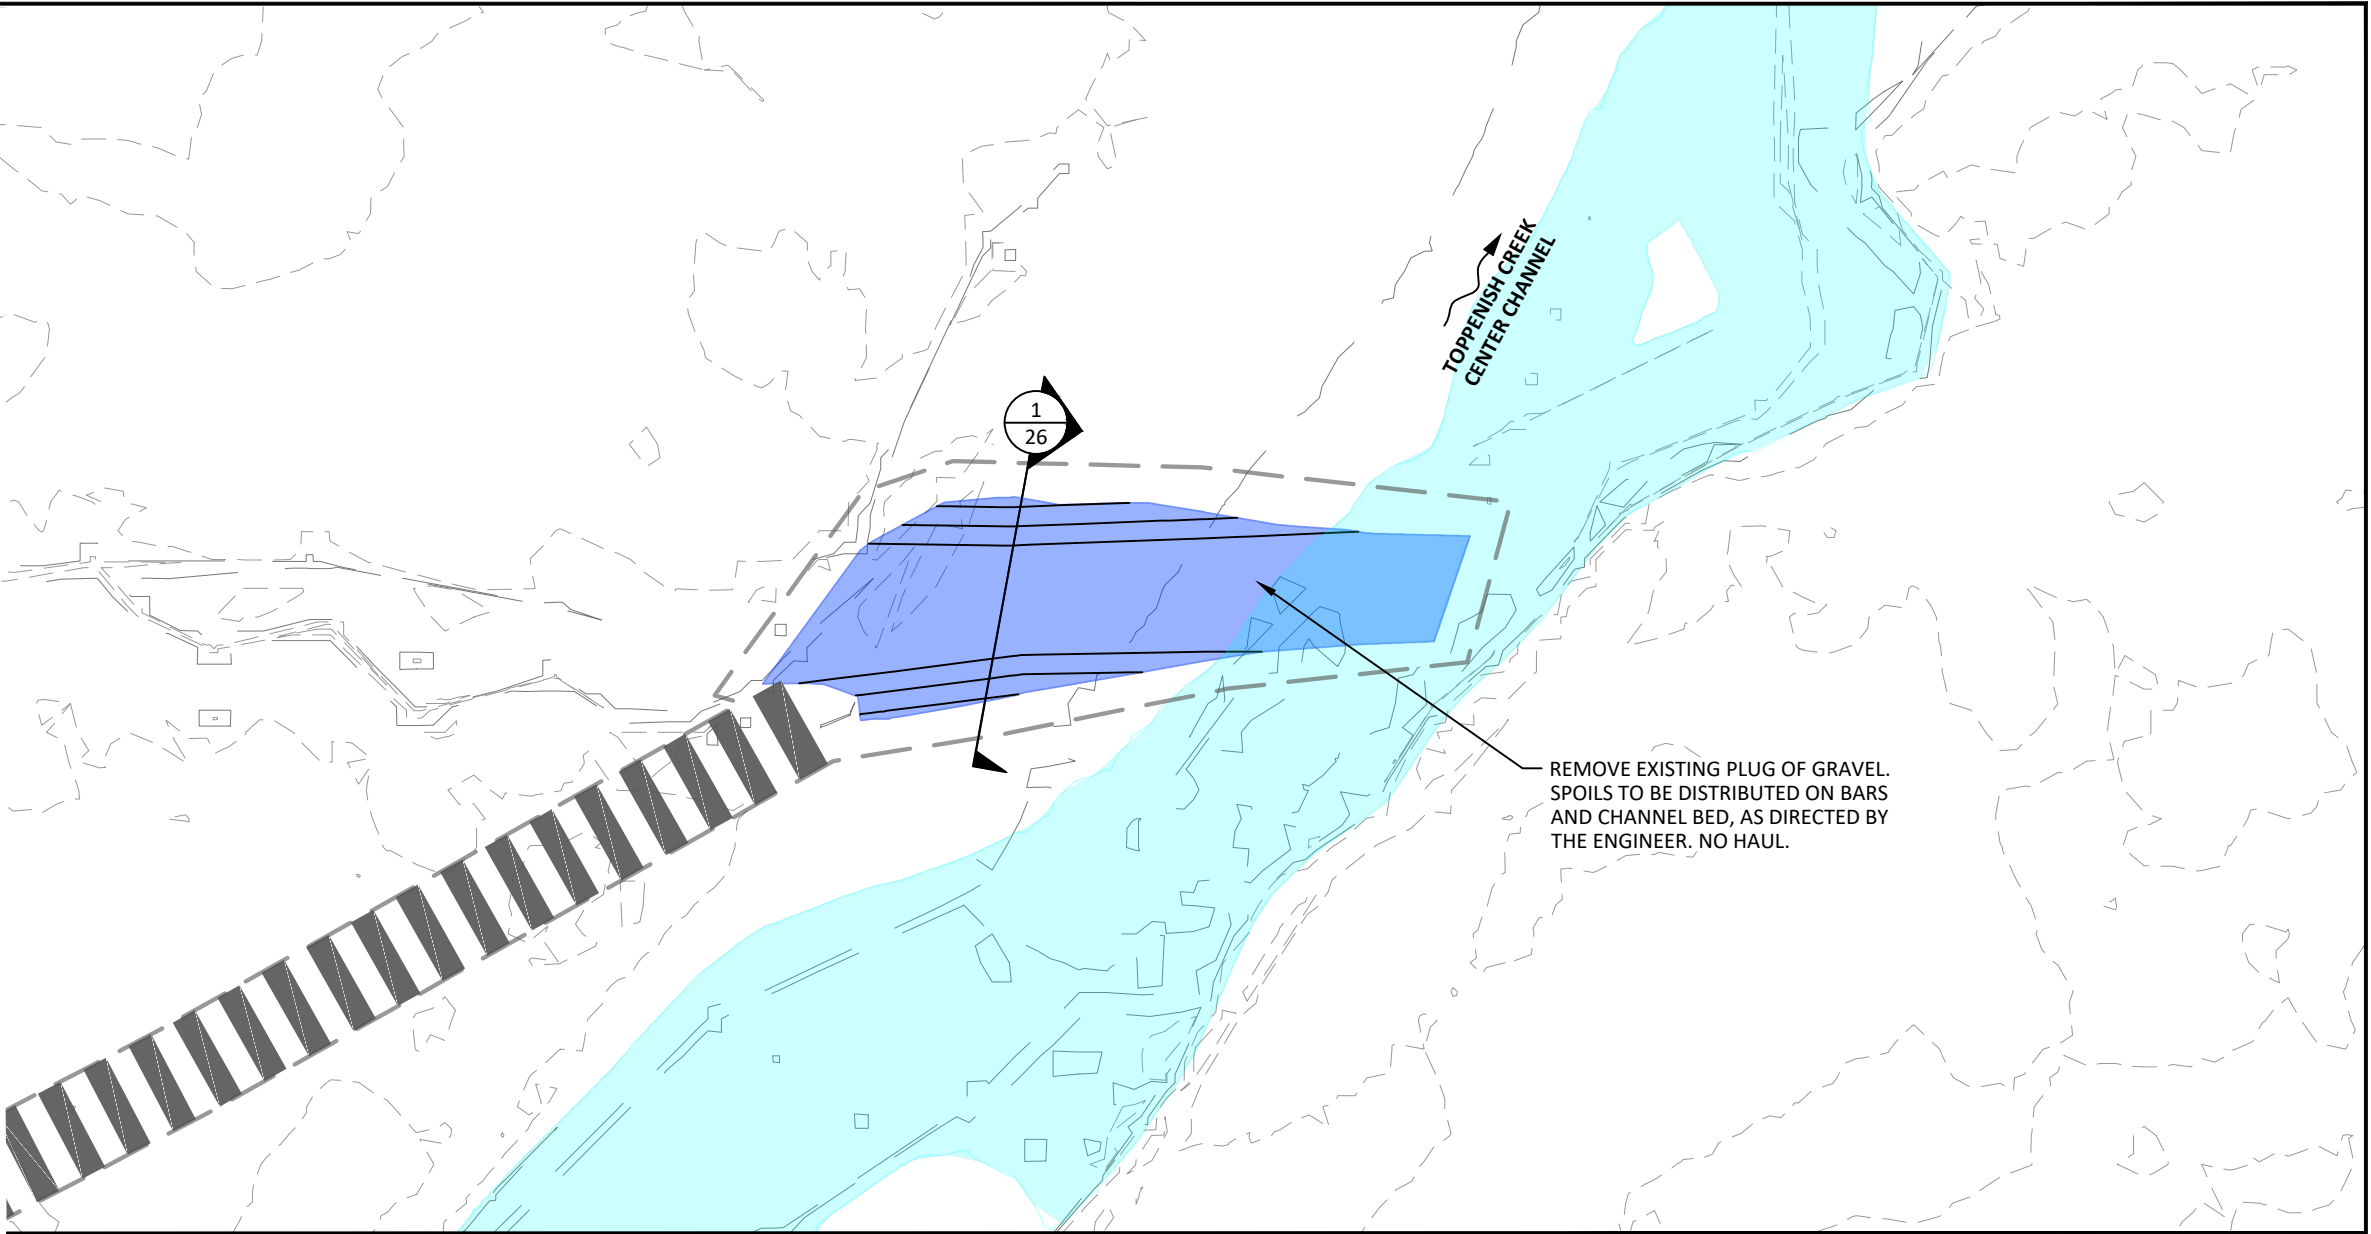 TOPPENISH CREEK
CENTER CHANNEL
1
26
REMOVE EXISTING PLUG OF GRAVEL.
SPOILS TO BE DISTRIBUTED ON BARS
AND CHANNEL BED, AS DIRECTED BY
THE ENGINEER. NO HAUL.